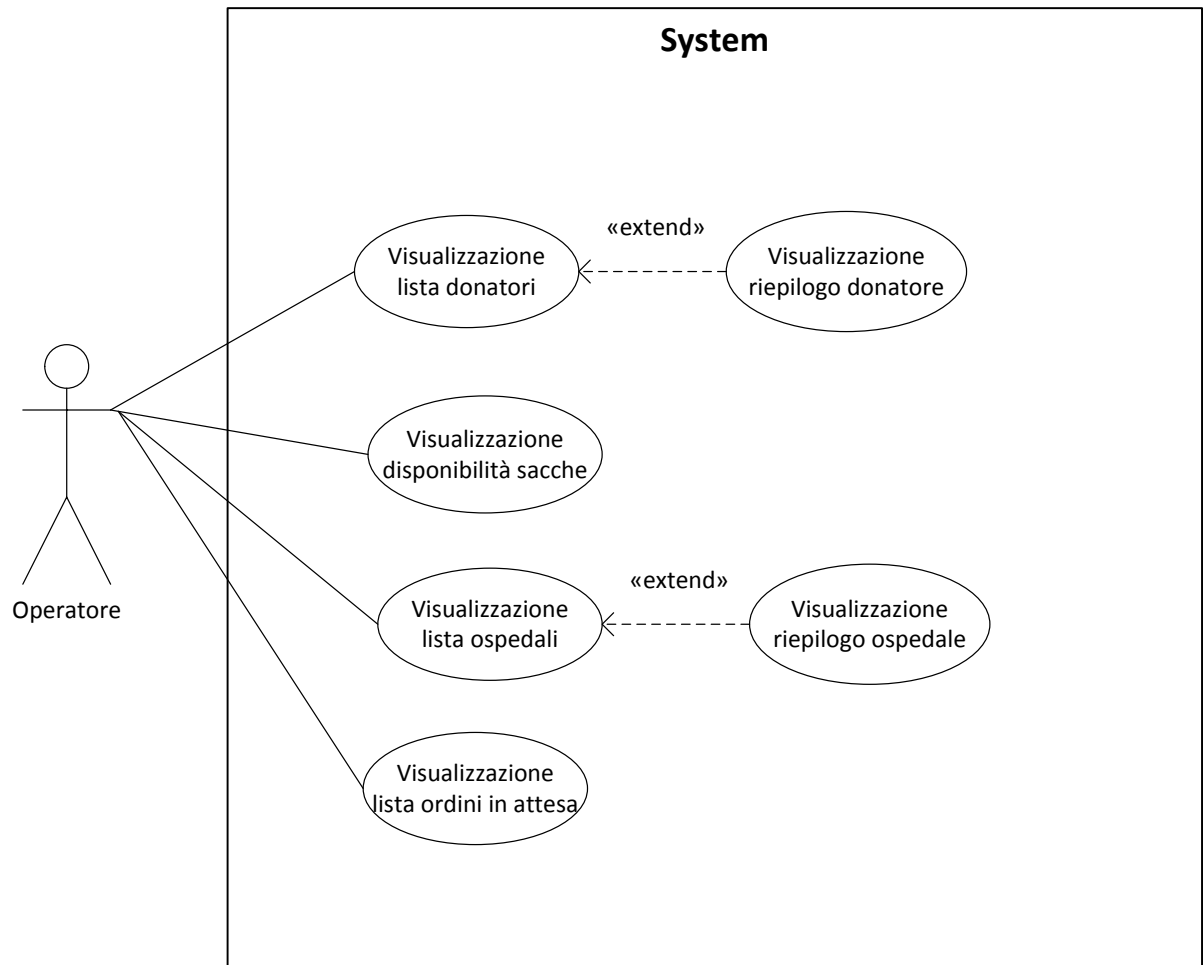 System
«extend»
Visualizzazione
lista donatori
Visualizzazione
riepilogo donatore
Visualizzazione
disponibilità sacche
«extend»
Visualizzazione
lista ospedali
Visualizzazione
riepilogo ospedale
Operatore
Visualizzazione
lista ordini in attesa